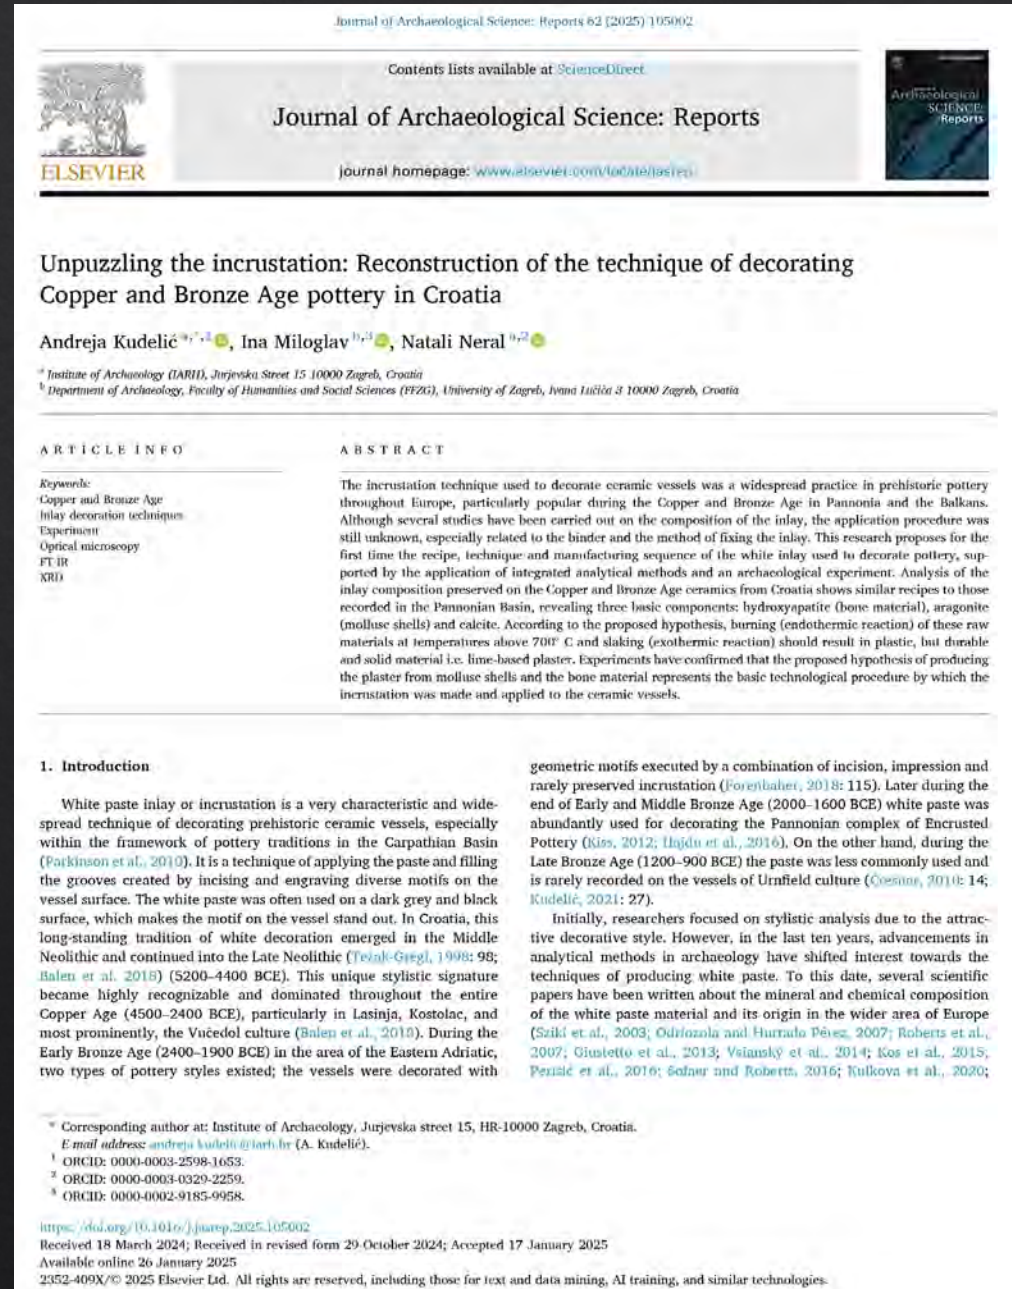 Journal of Archaeological Science: Reports 62 (2025) 105002
Contents lists available at ScienceDirect
Journal of Archaeological Science: Reports
journal homepage: www.elsevier.com/locate/jasrep
ELSEVIER
Archaeological
SCIENCE:
Reports
Unpuzzling the incrustation: Reconstruction of the technique of decorating
Copper and Bronze Age pottery in Croatia
Andreja Kudelić, Ina Miloglav, Natali Neral
a Institute of Archaeology (IARH), Jurjevska Street 15 10000 Zagreb, Croatia
b Department of Archaeology, Faculty of Humanities and Social Sciences (FFZG), University of Zagreb, Ivana Lučića 3 10000 Zagreb, Croatia
ARTICLE INFO
Keywords:
Copper and Bronze Age
Inlay decoration techniques
Experiment
Optical microscopy
FT-IR
XRD
ABSTRACT
The incrustation technique used to decorate ceramic vessels was a widespread practice in prehistoric pottery
throughout Europe, particularly popular during the Copper and Bronze Age in Pannonia and the Balkans.
Although several studies have been carried out on the composition of the inlay, the application procedure was
still unknown, especially related to the binder and the method of fixing the inlay. This research proposes for the
first time the recipe, technique and manufacturing sequence of the white inlay used to decorate pottery, sup-
ported by the application of integrated analytical methods and an archaeological experiment. Analysis of the
inlay composition preserved on the Copper and Bronze Age ceramics from Croatia shows similar recipes to those
recorded in the Pannonian Basin, revealing three basic components: hydroxyapatite (bone material), aragonite
(mollusc shells) and calcite. According to the proposed hypothesis, burning (endothermic reaction) of these raw
materials at temperatures above 700° C and slaking (exothermic reaction) should result in plastic, but durable
and solid material i.e. lime-based plaster. Experiments have confirmed that the proposed hypothesis of producing
the plaster from mollusc shells and the bone material represents the basic technological procedure by which the
incrustation was made and applied to the ceramic vessels.
1. Introduction
White paste inlay or incrustation is a very characteristic and wide-
spread technique of decorating prehistoric ceramic vessels, especially
within the framework of pottery traditions in the Carpathian Basin
(Parkinson et al., 2010). It is a technique of applying the paste and filling
the grooves created by incising and engraving diverse motifs on the
vessel surface. The white paste was often used on a dark grey and black
surface, which makes the motif on the vessel stand out. In Croatia, this
long-standing tradition of white decoration emerged in the Middle
Neolithic and continued into the Late Neolithic (Težak-Gregl, 1998: 98;
Balen et al. 2018) (5200–4400 BCE). This unique stylistic signature
became highly recognizable and dominated throughout the entire
Copper Age (4500–2400 BCE), particularly in Lasinja, Kostolac, and
most prominently, the Vučedol culture (Balen et al., 2018). During the
Early Bronze Age (2400–1900 BCE) in the area of the Eastern Adriatic,
two types of pottery styles existed; the vessels were decorated with
geometric motifs executed by a combination of incision, impression and
rarely preserved incrustation (Forenbaher, 2018: 115). Later during the
end of Early and Middle Bronze Age (2000–1600 BCE) white paste was
abundantly used for decorating the Pannonian complex of Encrusted
Pottery (Kiss, 2012; Hajdu et al., 2016). On the other hand, during the
Late Bronze Age (1200–900 BCE) the paste was less commonly used and
is rarely recorded on the vessels of Urnfield culture (2010: 14;
Kudelić, 2021: 27).
Initially, researchers focused on stylistic analysis due to the attrac-
tive decorative style. However, in the last ten years, advancements in
analytical methods in archaeology have shifted interest towards the
techniques of producing white paste. To this date, several scientific
papers have been written about the mineral and chemical composition
of the white paste material and its origin in the wider area of Europe
(Sziki et al., 2003; Odriozola and Hurtado Pérez, 2007; Roberts et al.,
2007; Giustetto et al., 2013; Všianský et al., 2014; Kos et al., 2015;
Perišić et al., 2016; Sofaer and Roberts, 2016; Kulkova et al., 2020;
* Corresponding author at: Institute of Archaeology, Jurjevska street 15, HR-10000 Zagreb, Croatia.
E-mail address: andreja.kudelic@iarh.hr (A. Kudelić).
1 ORCID: 0000-0003-2598-1653.
2 ORCID: 0000-0003-0329-2259.
3 ORCID: 0000-0002-9185-9958.
https://doi.org/10.1016/j.jasrep.2025.105002
Received 18 March 2024; Received in revised form 29 October 2024; Accepted 17 January 2025
Available online 26 January 2025
2352-409X/© 2025 Elsevier Ltd. All rights are reserved, including those for text and data mining, AI training, and similar technologies.